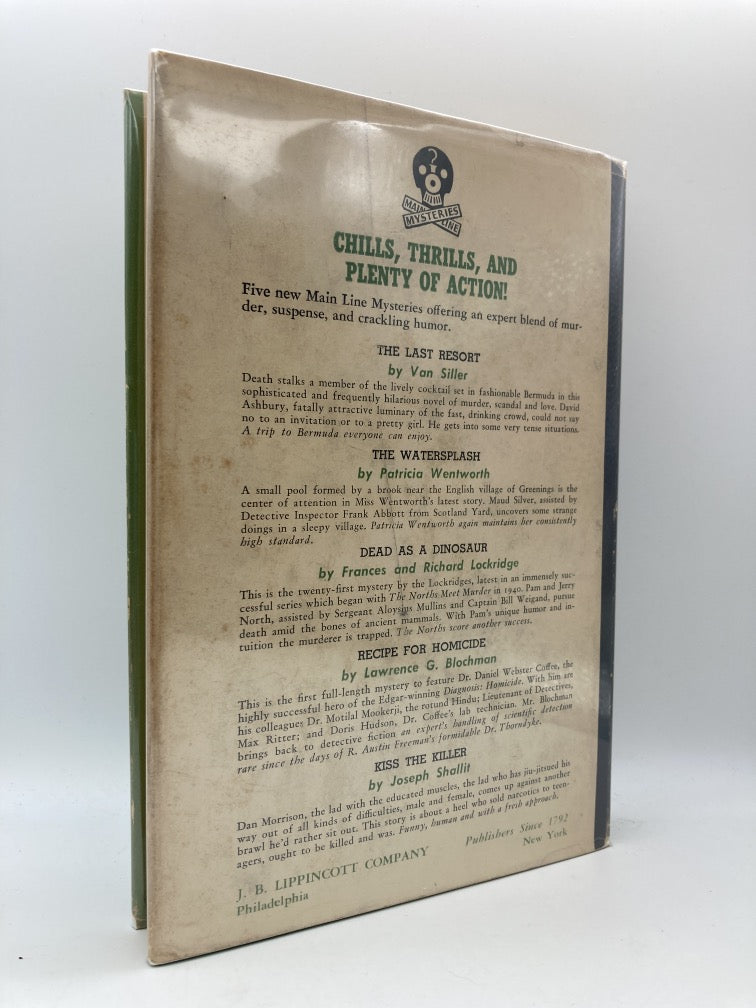 ?
MAIN LINE
MYSTERIES
CHILLS, THRILLS, AND
PLENTY OF ACTION!
Five new Main Line Mysteries offering an expert blend of mur-
der, suspense, and crackling humor.
THE LAST RESORT
by Van Siller
Death stalks a member of the lively cocktail set in fashionable Bermuda in this
sophisticated and frequently hilarious novel of murder, scandal and love. David
Ashbury, fatally attractive luminary of the fast, drinking crowd, could not say
no to an invitation or to a pretty girl. He gets into some very tense situations.
A trip to Bermuda everyone can enjoy.
THE WATERSPLASH
by Patricia Wentworth
A small pool formed by a brook near the English village of Greenings is the
center of attention in Miss Wentworth's latest story. Maud Silver, assisted by
Detective Inspector Frank Abbott from Scotland Yard, uncovers some strange
doings in a sleepy village. Patricia Wentworth again maintains her consistently
high standard.
DEAD AS A DINOSAUR
by Frances and Richard Lockridge
This is the twenty-first mystery by the Lockridges, latest in an immensely suc-
cessful series which began with The Norths Meet Murder in 1940. Pam and Jerry
North, assisted by Sergeant Aloysius Mullins and Captain Bill Weigand, pursue
death amid the bones of ancient mammals. With Pam's unique humor and in-
tuition the murderer is trapped. The Norths score another success.
RECIPE FOR HOMICIDE
by Lawrence G. Blochman
This is the first full-length mystery to feature Dr. Daniel Webster Coffee, the
highly successful hero of the Edgar-winning Diagnosis: Homicide. With him are
his colleagues Dr. Motilal Mookerji, the rotund Hindu; Lieutenant of Detectives,
Max Ritter; and Doris Hudson, Dr. Coffee's lab technician. Mr. Blochman
brings back to detective fiction an expert's handling of scientific detection
rare since the days of R. Austin Freeman's formidable Dr. Thorndyke.
KISS THE KILLER
by Joseph Shallit
Dan Morrison, the lad with the educated muscles, the lad who has jiu-jitsued his
way out of all kinds of difficulties, male and female, comes up against another
brawl he'd rather sit out. This story is about a heel who sold narcotics to teen-
agers, ought to be killed and was. Funny, human and with a fresh approach.
J. B. LIPPINCOTT COMPANY Publishers Since 1792
Philadelphia New York